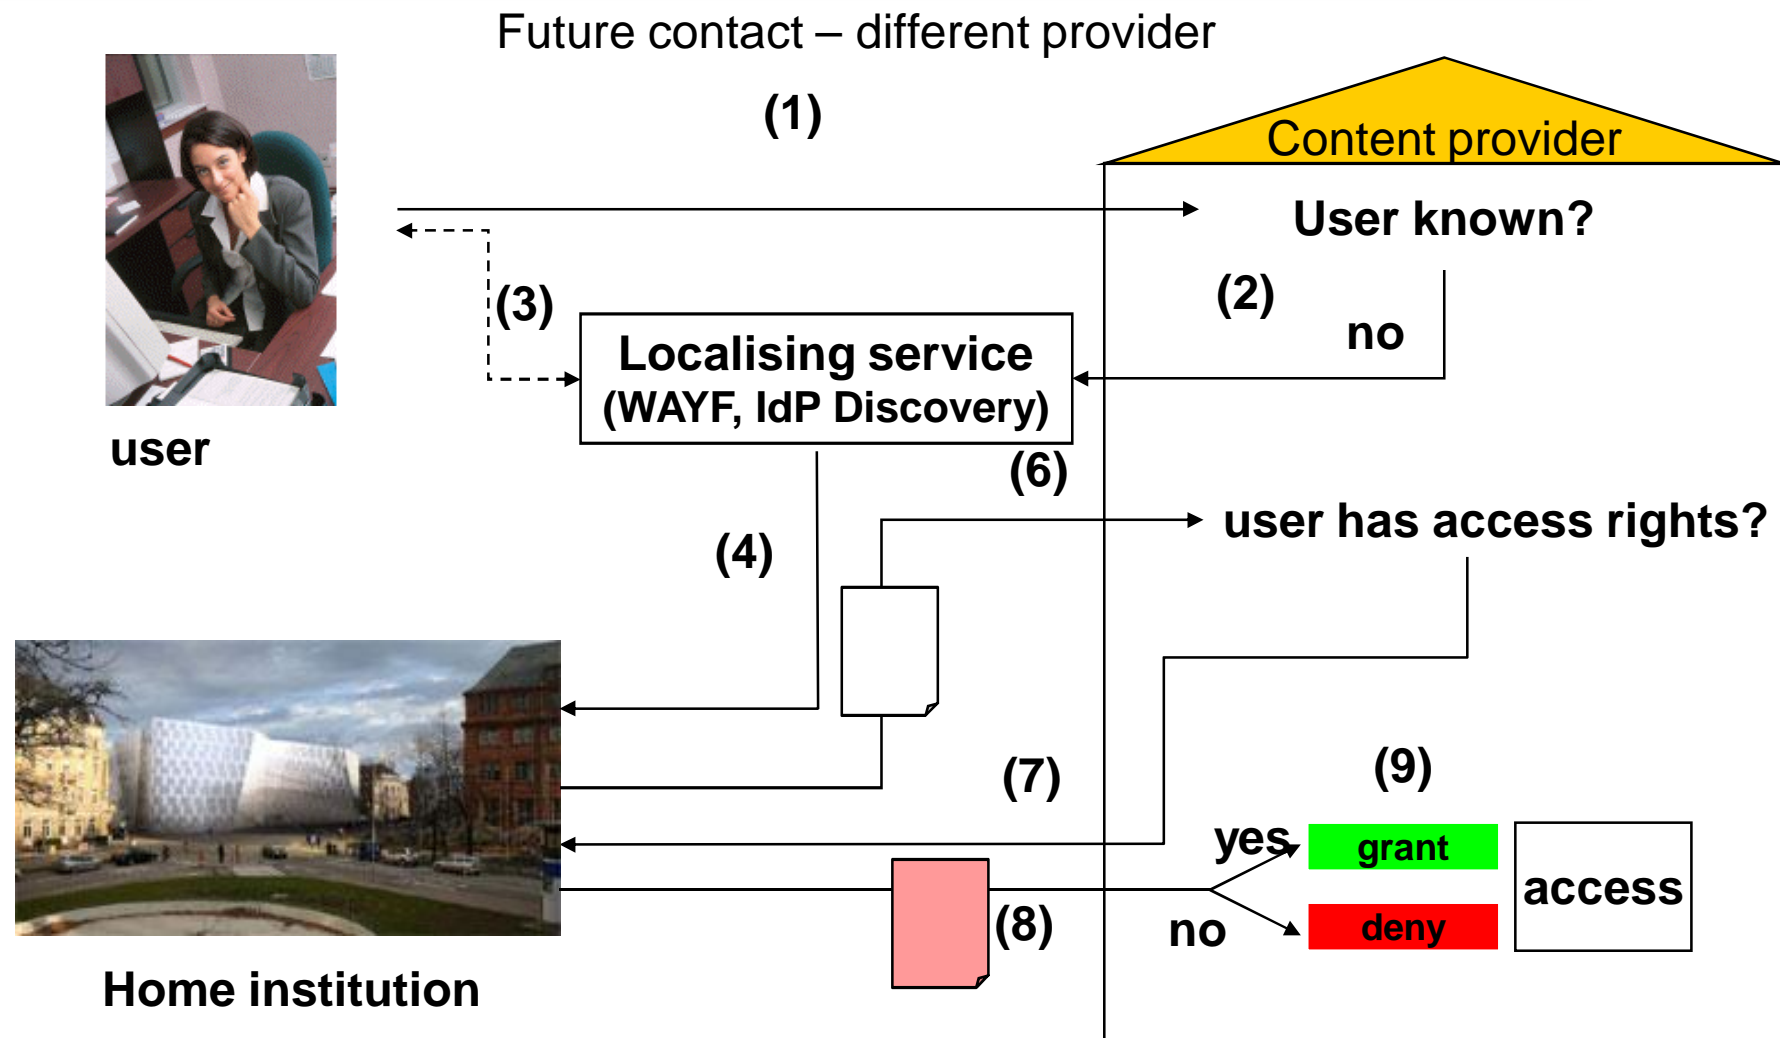 Future contact – different provider
(1)
Content provider
User known?
(2)
(3)
no
Localising service
(WAYF, IdP Discovery)
user
(6)
user has access rights?
(4)
(7)
(9)
yes
grant
access
(8)
no
deny
Home institution